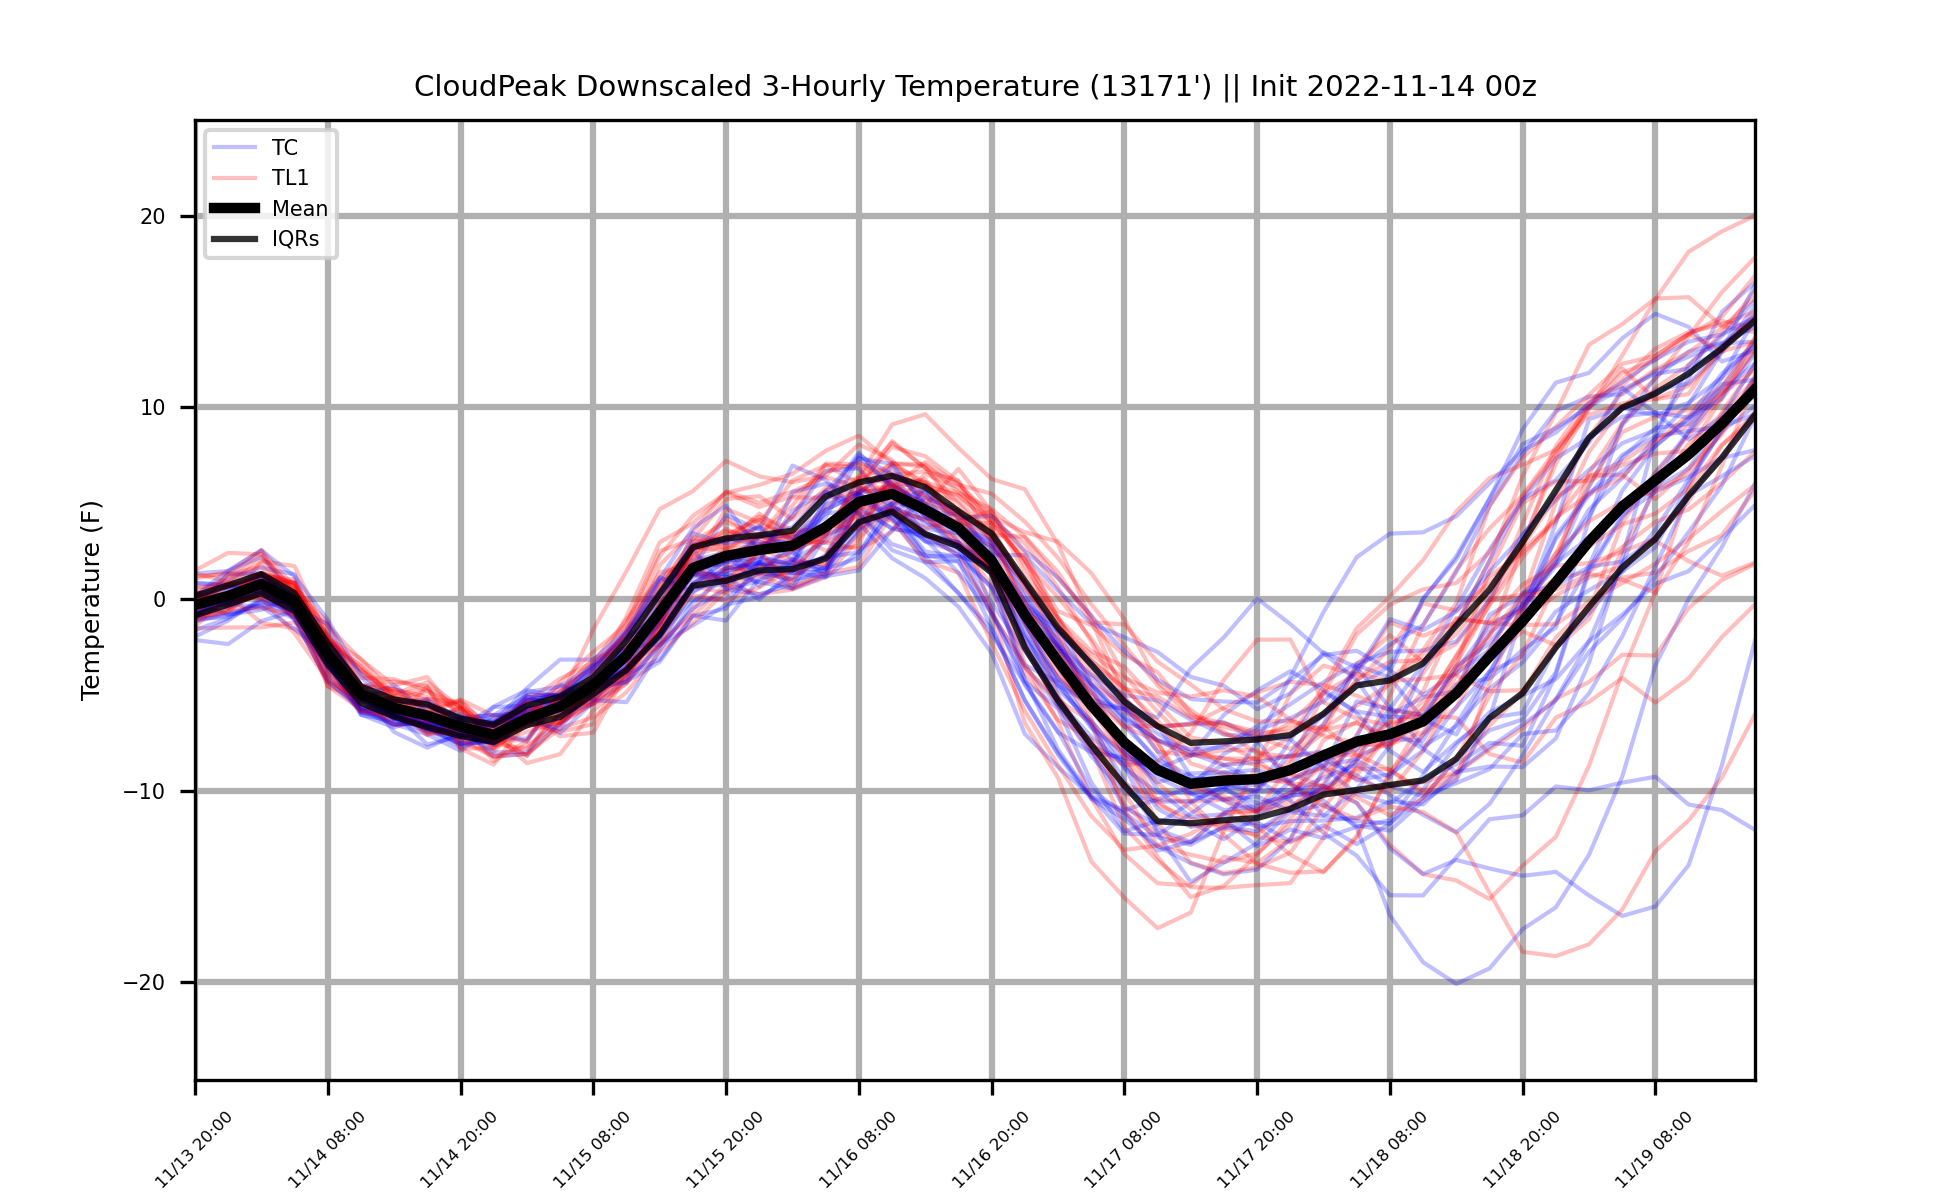 CloudPeak Downscaled 3-Hourly Temperature (13171') || Init 2022-11-14 00z
TC
TL1
Mean
IQRs
Temperature (F)
20
10
0
−10
−20
11/13 20:00
11/14 08:00
11/14 20:00
11/15 08:00
11/15 20:00
11/16 08:00
11/16 20:00
11/17 08:00
11/17 20:00
11/18 08:00
11/18 20:00
11/19 08:00